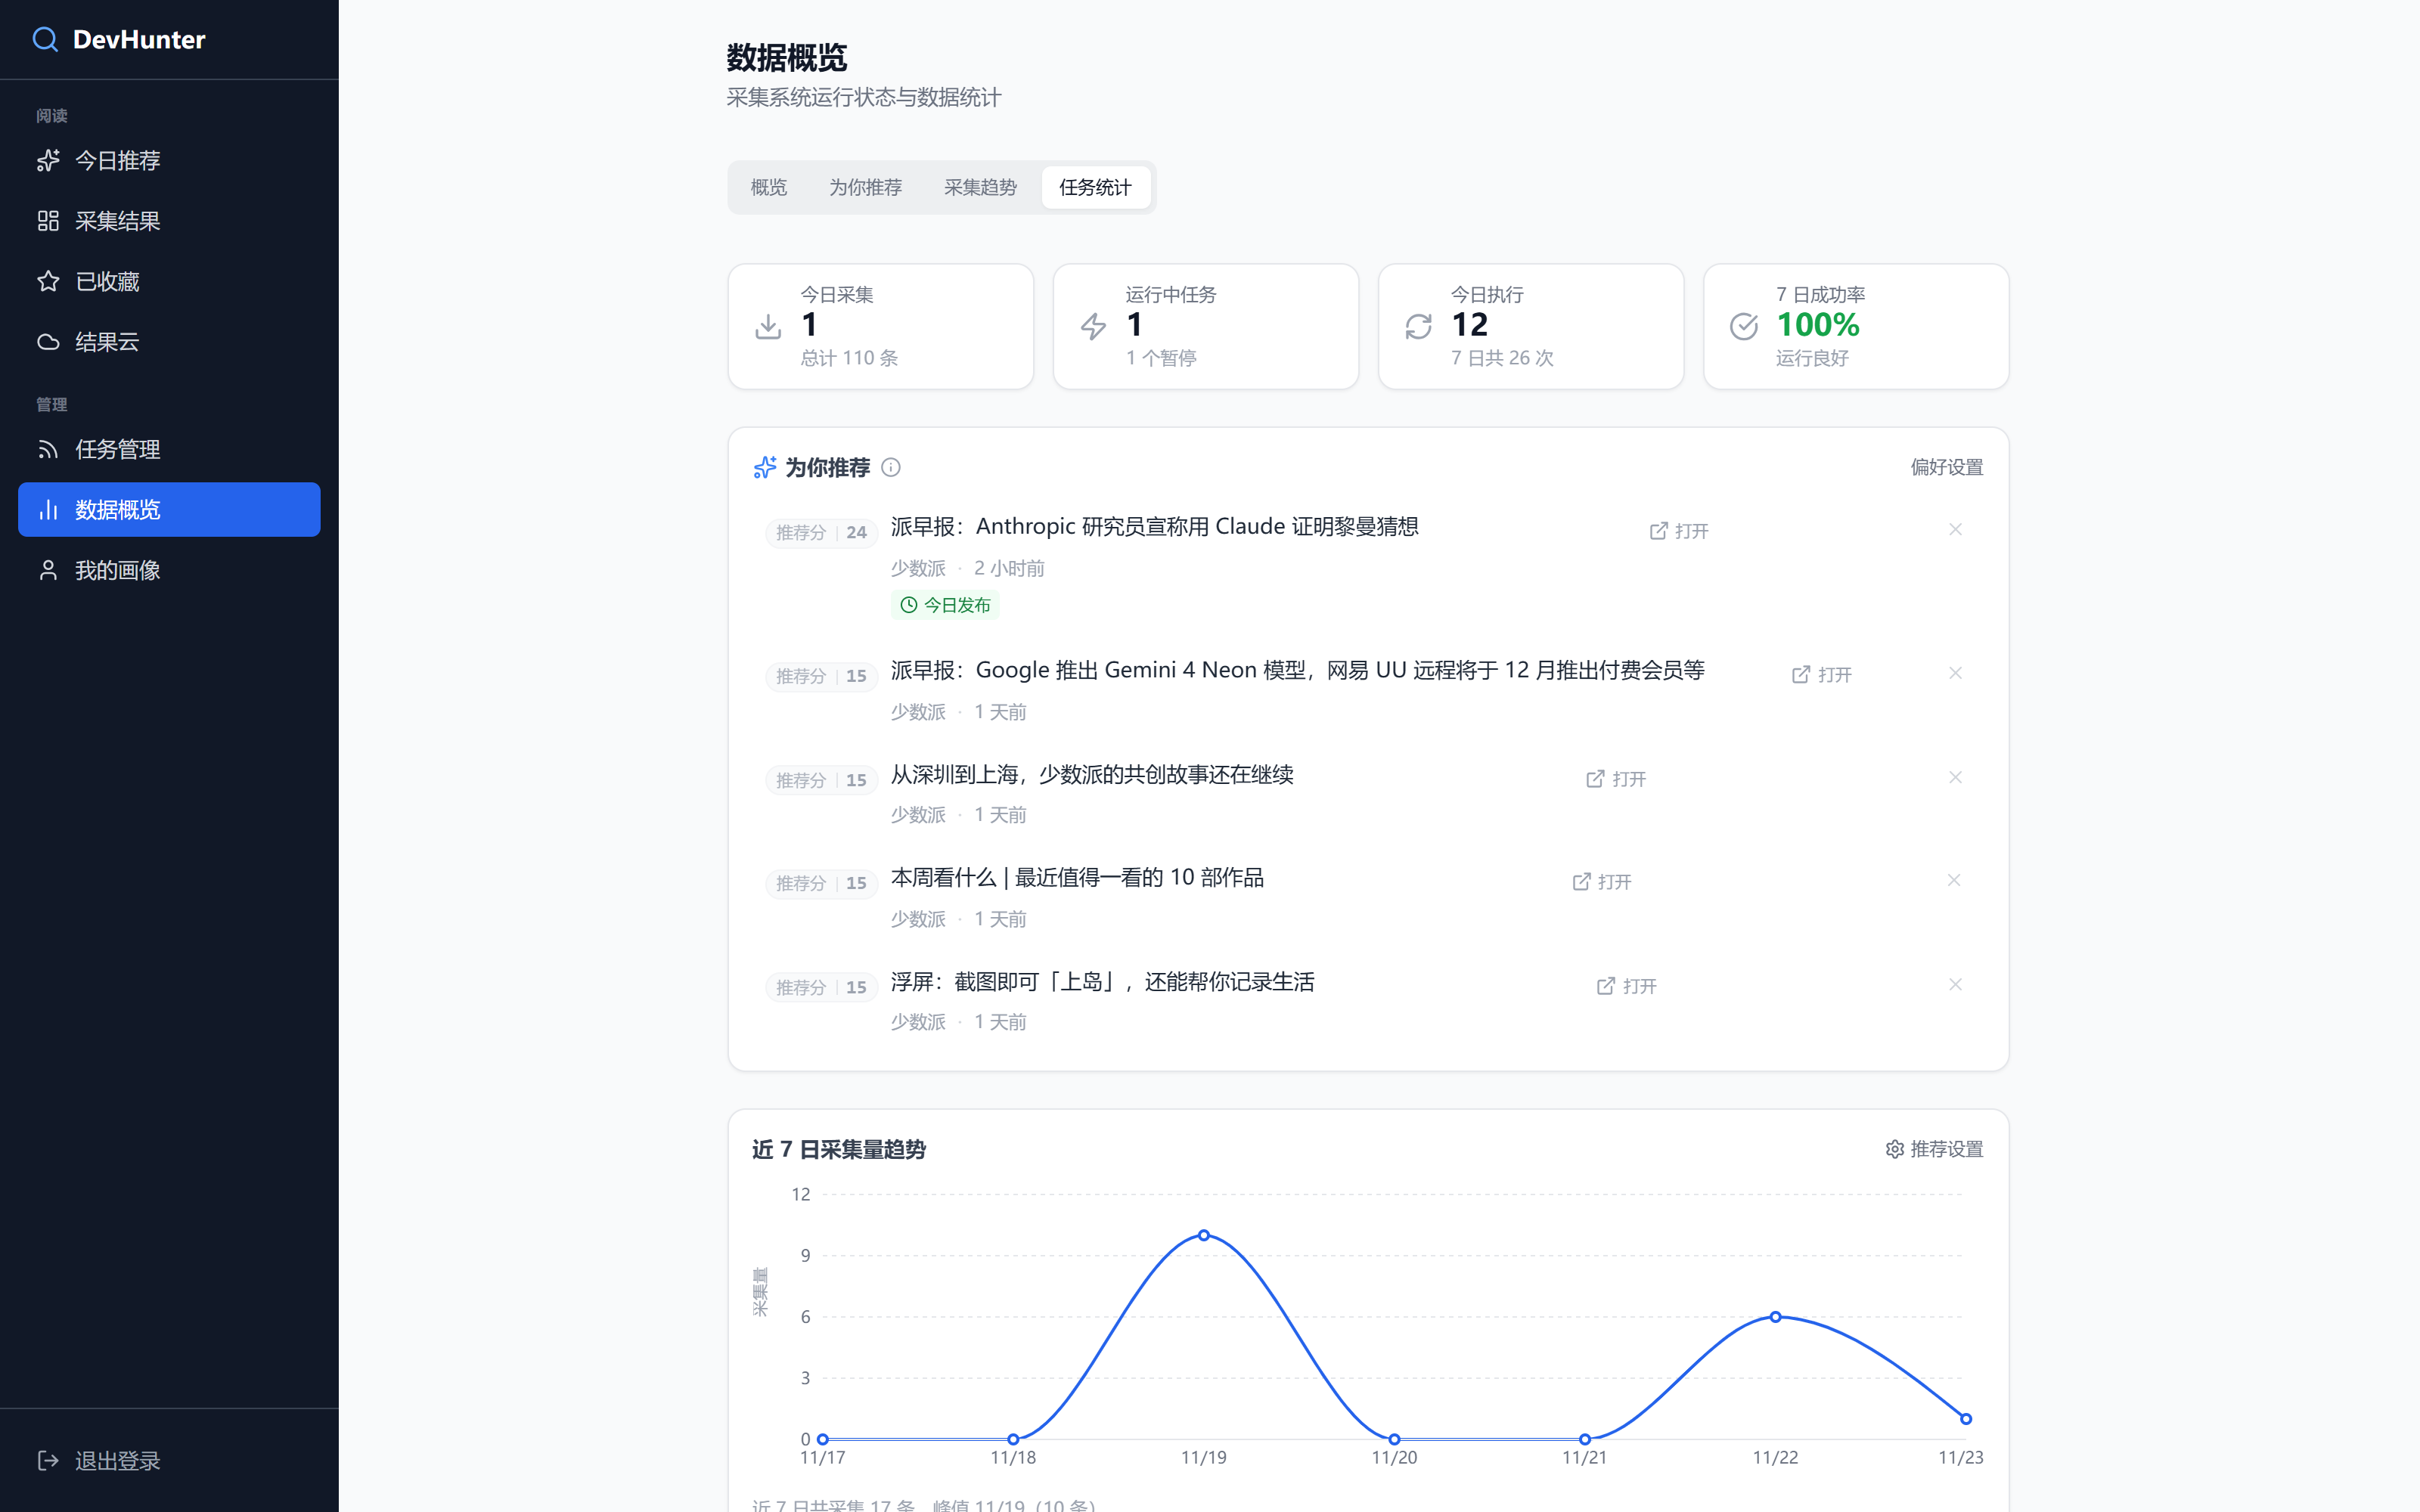 DevHunter
阅读
今日推荐
采集结果
已收藏
结果云
管理
任务管理
数据概览
我的画像
退出登录
数据概览
采集系统运行状态与数据统计
概览 为你推荐 采集趋势 任务统计
今日采集
1
总计 110 条
运行中任务
1
1 个暂停
今日执行
12
7 日共 26 次
7 日成功率
100%
运行良好
为你推荐 偏好设置
推荐分 | 24 派早报：Anthropic 研究员宣称用 Claude 证明黎曼猜想 打开
少数派 · 2 小时前
今日发布
推荐分 | 15 派早报：Google 推出 Gemini 4 Neon 模型，网易 UU 远程将于 12 月推出付费会员等 打开
少数派 · 1 天前
推荐分 | 15 从深圳到上海，少数派的共创故事还在继续 打开
少数派 · 1 天前
推荐分 | 15 本周看什么 | 最近值得一看的 10 部作品 打开
少数派 · 1 天前
推荐分 | 15 浮屏：截图即可「上岛」，还能帮你记录生活 打开
少数派 · 1 天前
近 7 日采集量趋势 推荐设置
采集量
12
9
6
3
0
11/17 11/18 11/19 11/20 11/21 11/22 11/23
近 7 日共采集 17 条，峰值 11/19（10 条）